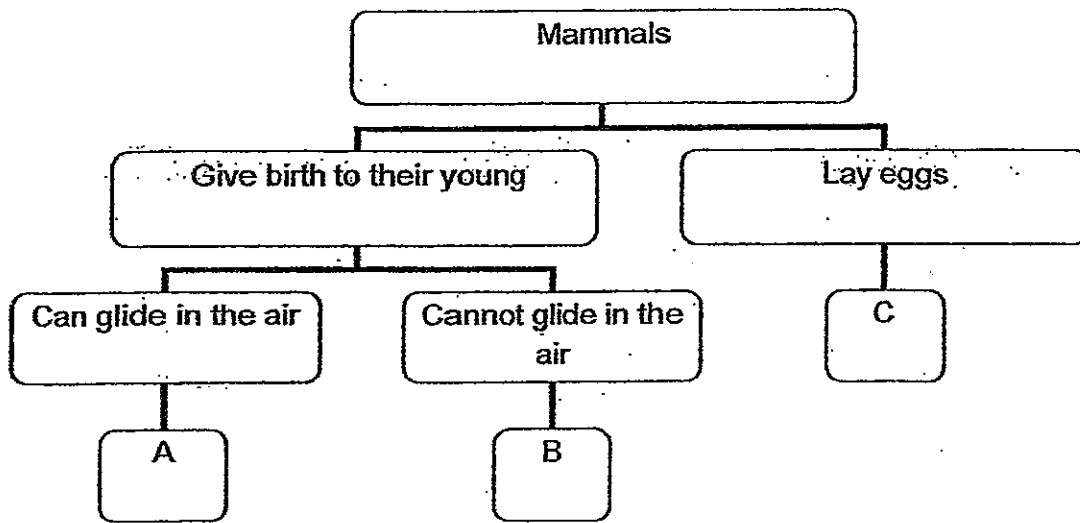 Mammals
Give birth to their young
Lay eggs
Can glide in the air
Cannot glide in the
air
C
A
B